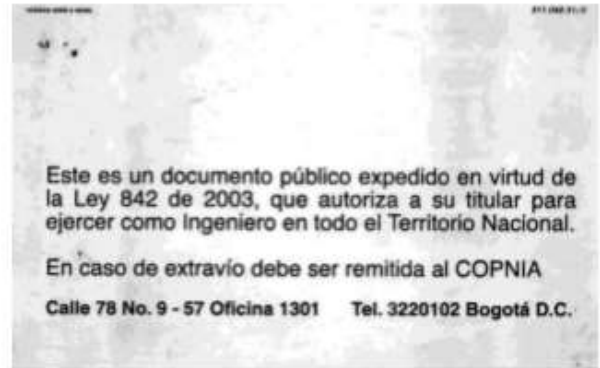 Este es un documento público expedido en virtud de
la Ley 842 de 2003, que autoriza a su titular para
ejercer como Ingeniero en todo el Territorio Nacional.
En caso de extravío debe ser remitida al COPNIA
Calle 78 No. 9 - 57 Oficina 1301 Tel. 3220102 Bogotá D.C.